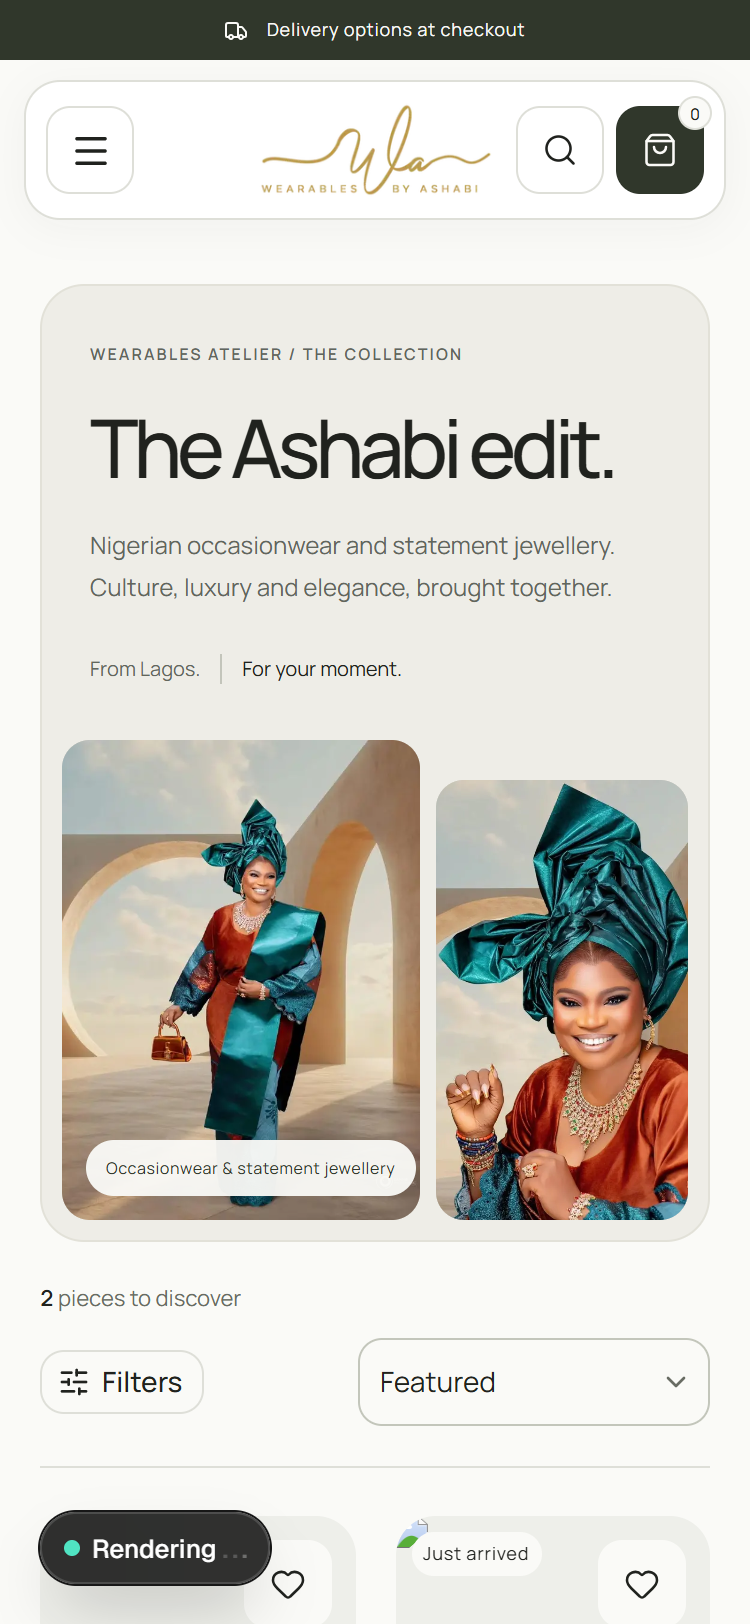 Delivery options at checkout
0
Wa
WEARABLES BY ASHABI
WEARABLES ATELIER / THE COLLECTION
The Ashabi edit.
Nigerian occasionwear and statement jewellery.
Culture, luxury and elegance, brought together.
From Lagos.
For your moment.
Occasionwear & statement jewellery
2 pieces to discover
Filters
Featured
Rendering ...
Just arrived